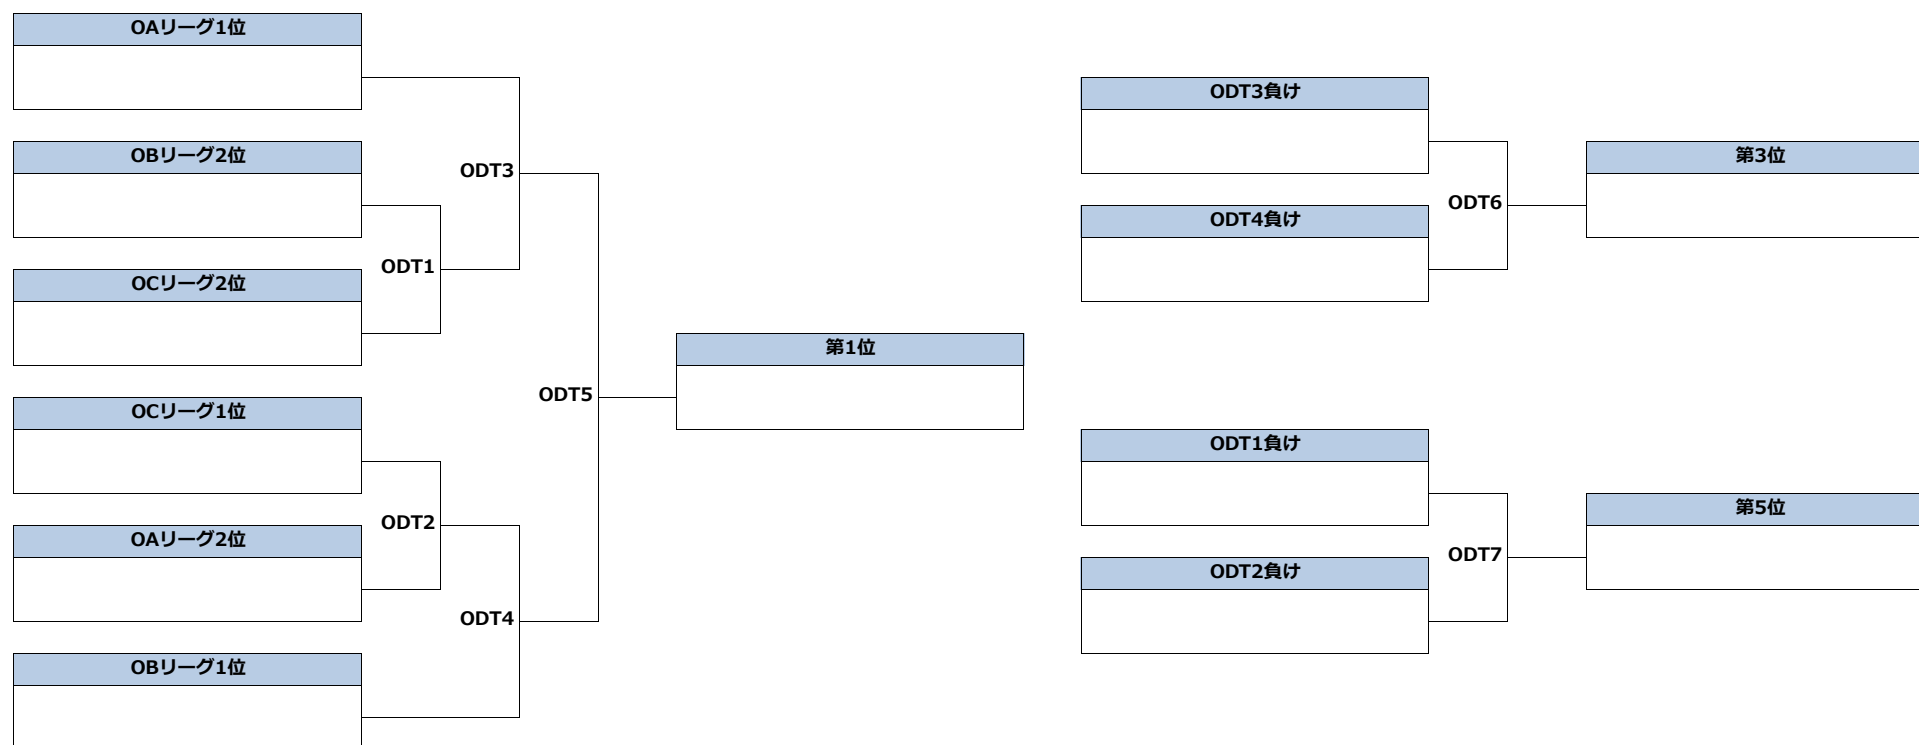 OAリーグ1位
OBリーグ2位
ODT3
OCリーグ2位
ODT1
第1位
ODT5
OCリーグ1位
ODT2
OAリーグ2位
ODT4
OBリーグ1位
ODT3負け
第3位
ODT6
ODT4負け
ODT1負け
第5位
ODT7
ODT2負け